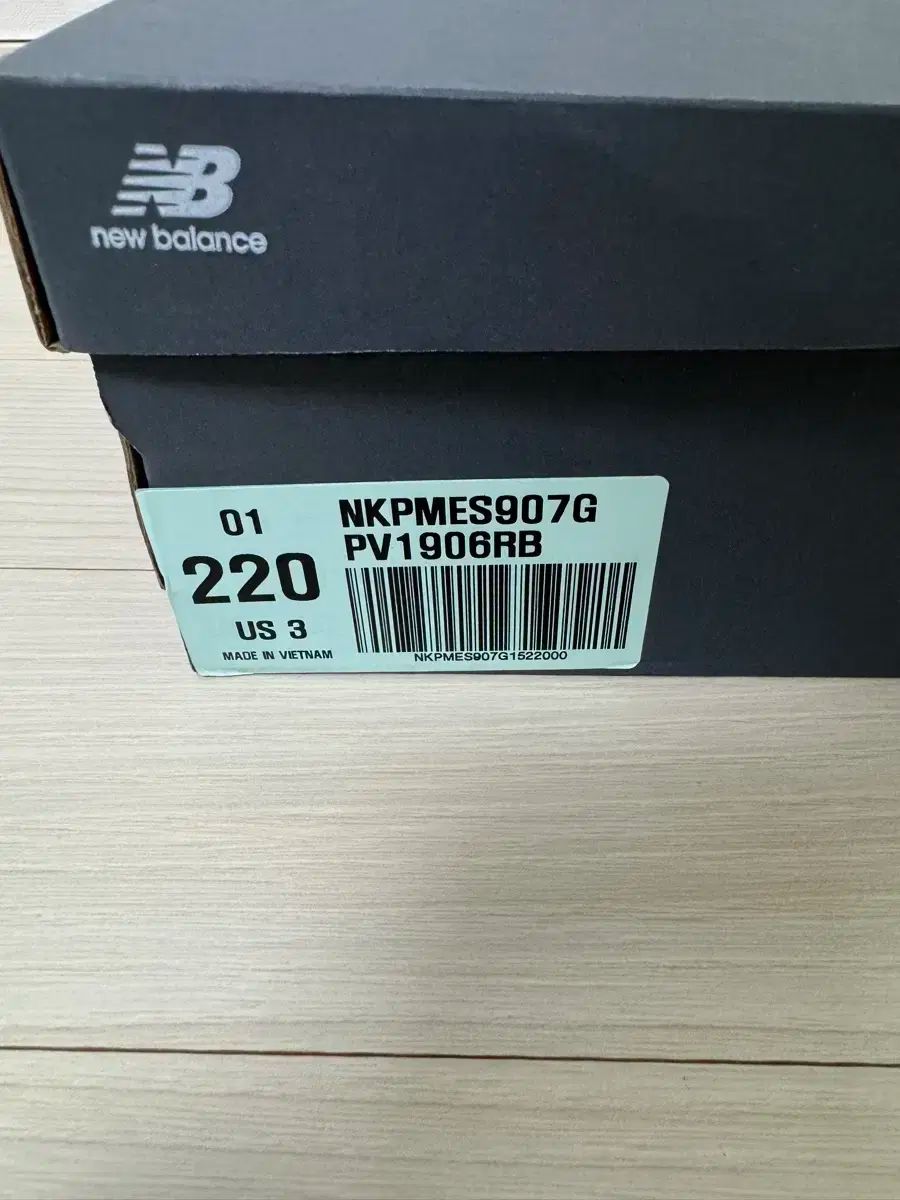 NB
new balance
01
220
US 3
MADE IN VIETNAM
NKPMES907G
PV1906RB
NKPMES907G1522000